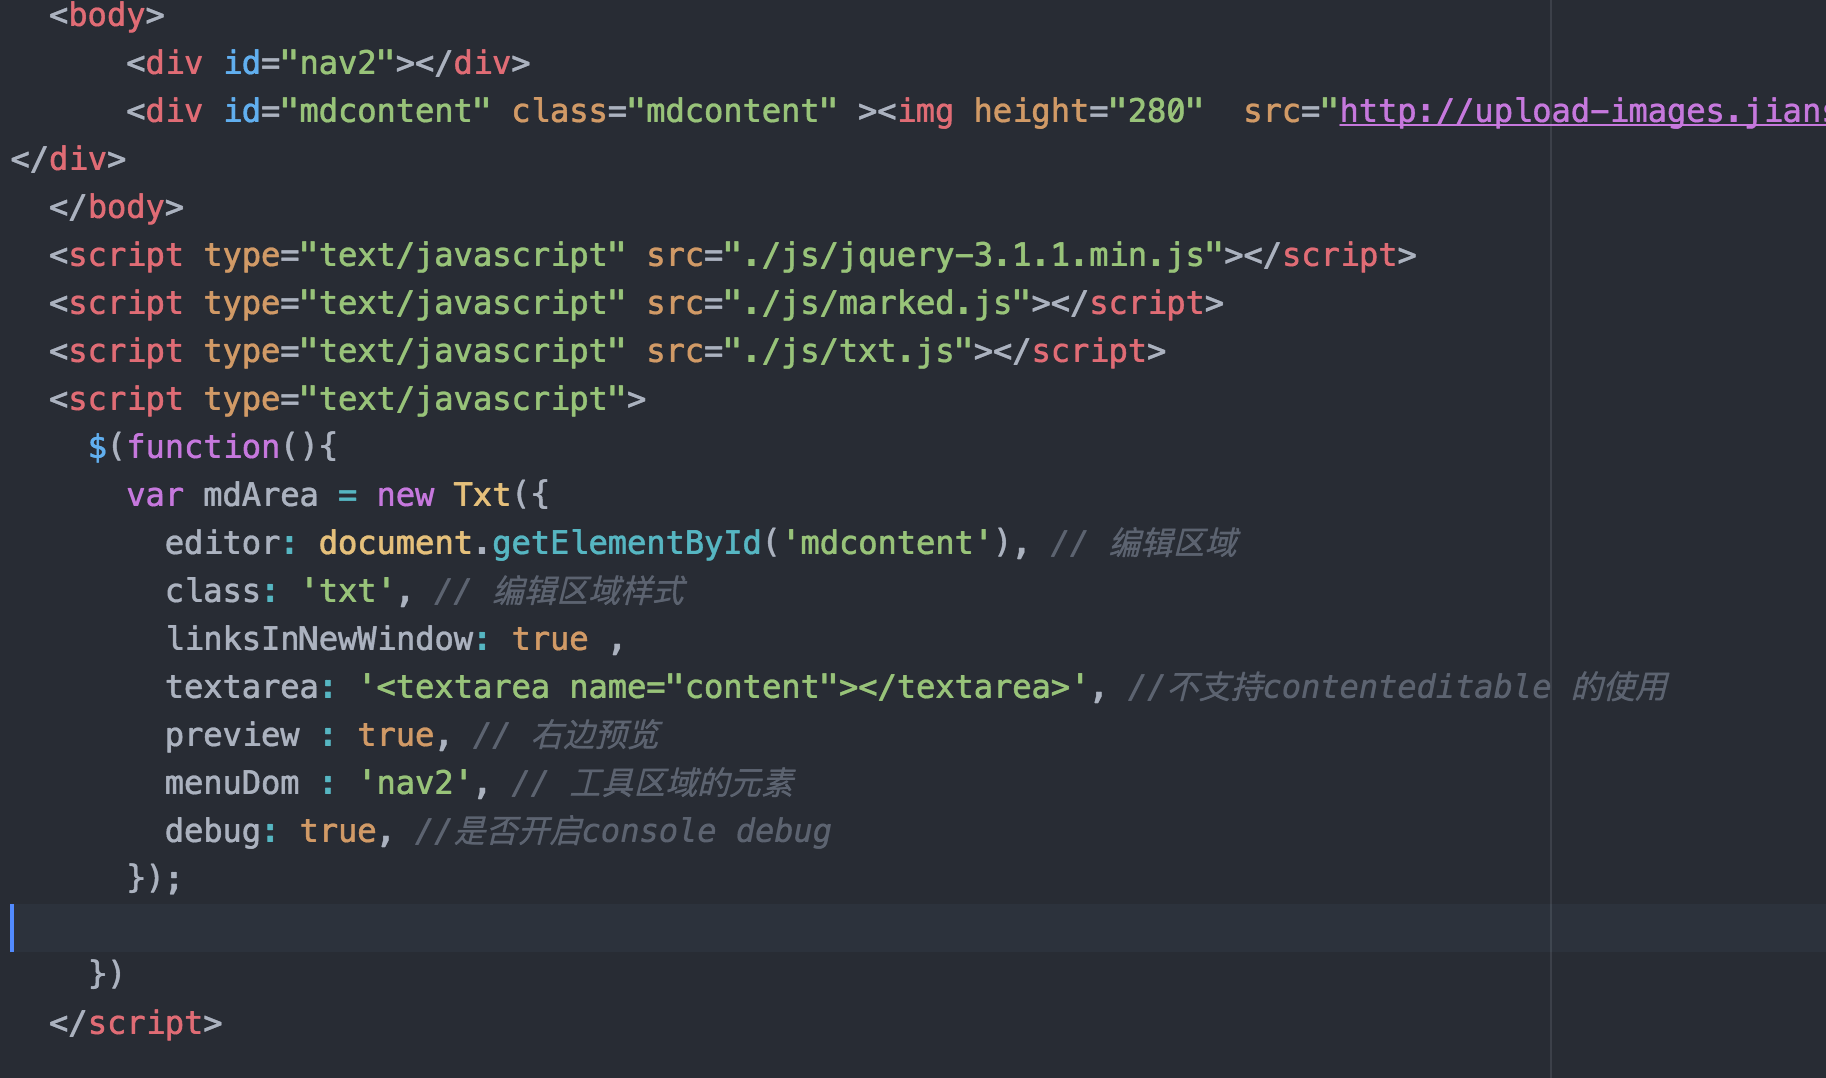 <body>
<div id="nav2"></div>
<div id="mdcontent" class="mdcontent" ><img height="280"  src="http://upload-images.jians
</div>
</body>
<script type="text/javascript" src="./js/jquery-3.1.1.min.js"></script>
<script type="text/javascript" src="./js/marked.js"></script>
<script type="text/javascript" src="./js/txt.js"></script>
<script type="text/javascript">
$(function(){
var mdArea = new Txt({
editor: document.getElementById('mdcontent'), // 编辑区域
class: 'txt', // 编辑区域样式
linksInNewWindow: true ,
textarea: '<textarea name="content"></textarea>', //不支持contenteditable 的使用
preview : true, // 右边预览
menuDom : 'nav2', // 工具区域的元素
debug: true, //是否开启console debug
});
})
</script>